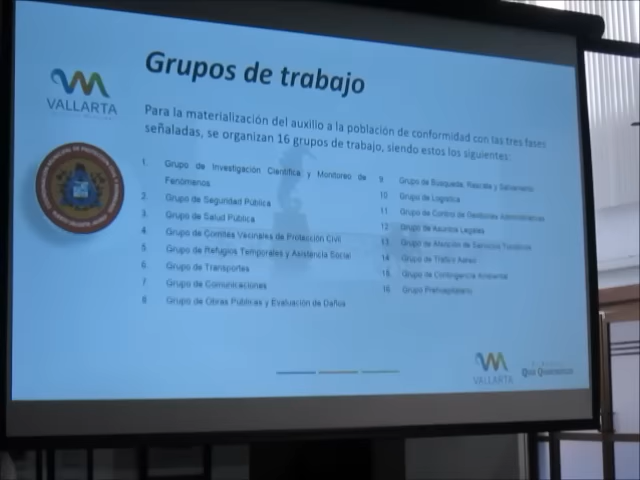 Grupos de trabajo
VALLARTA
Para la materialización del auxilio a la población de conformidad con las tres fases
señaladas, se organizan 16 grupos de trabajo, siendo estos los siguientes:
1. Grupo de Investigación Científica y Monitoreo de
Fenómenos
2. Grupo de Seguridad Pública
3. Grupo de Salud Pública
4. Grupo de Comités Vecinales de Protección Civil
5 Grupo de Refugios Temporales y Asistencia Social
6 Grupo de Transportes
7 Grupo de Comunicaciones
8 Grupo de Obras Públicas y Evaluación de Daños
9. Grupo de Búsqueda, Rescate y Salvamento
10 Grupo de Logística
11 Grupo de Control de Gestiones Administrativas
12 Grupo de Asuntos Legales
13 Grupo de Atención de Servicios
14 Grupo de Tráfico Aéreo
15 Grupo de Contingencia Ambiental
16 Grupo Prehospitalario
VALLARTA